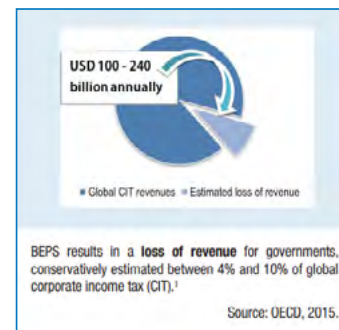 USD 100 - 240
billion annually
Global CIT revenues Estimated loss of revenue
BEPS results in a loss of revenue for governments,
conservatively estimated between 4% and 10% of global
corporate income tax (CIT).¹
Source: OECD, 2015.